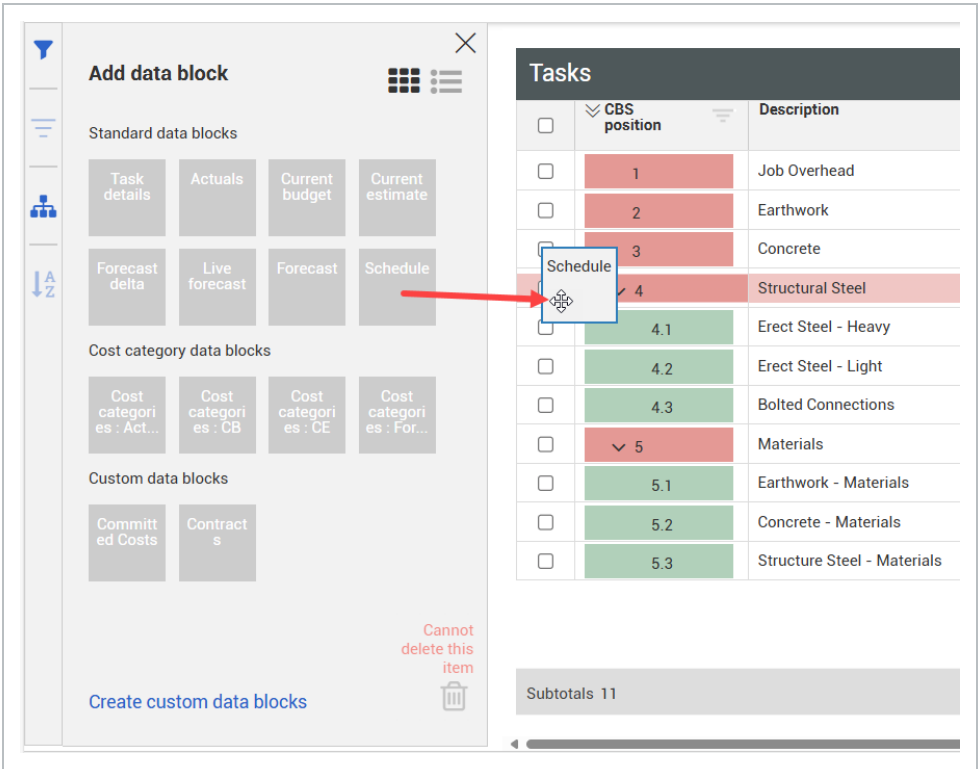 Add data block
Standard data blocks
Task
details
Actuals
Current
budget
Current
estimate
Forecast
delta
Live
forecast
Forecast
Schedule
Cost category data blocks
Cost
categori
es : Act...
Cost
categori
es : CB
Cost
categori
es : CE
Cost
categori
es : For...
Custom data blocks
Committ
ed Costs
Contract
s
Cannot
delete this
item
Create custom data blocks
A
Z
Tasks
CBS
position
Description
1 Job Overhead
2 Earthwork
3 Concrete
Schedule
4 Structural Steel
4.1 Erect Steel - Heavy
4.2 Erect Steel - Light
4.3 Bolted Connections
5 Materials
5.1 Earthwork - Materials
5.2 Concrete - Materials
5.3 Structure Steel - Materials
Subtotals 11